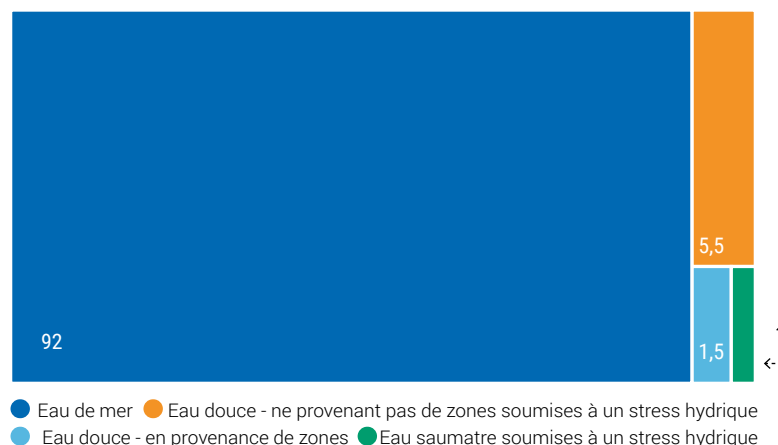 5,5
92
1,5
Eau de mer Eau douce - ne provenant pas de zones soumises à un stress hydrique
Eau douce - en provenance de zones Eau saumatre soumises à un stress hydrique